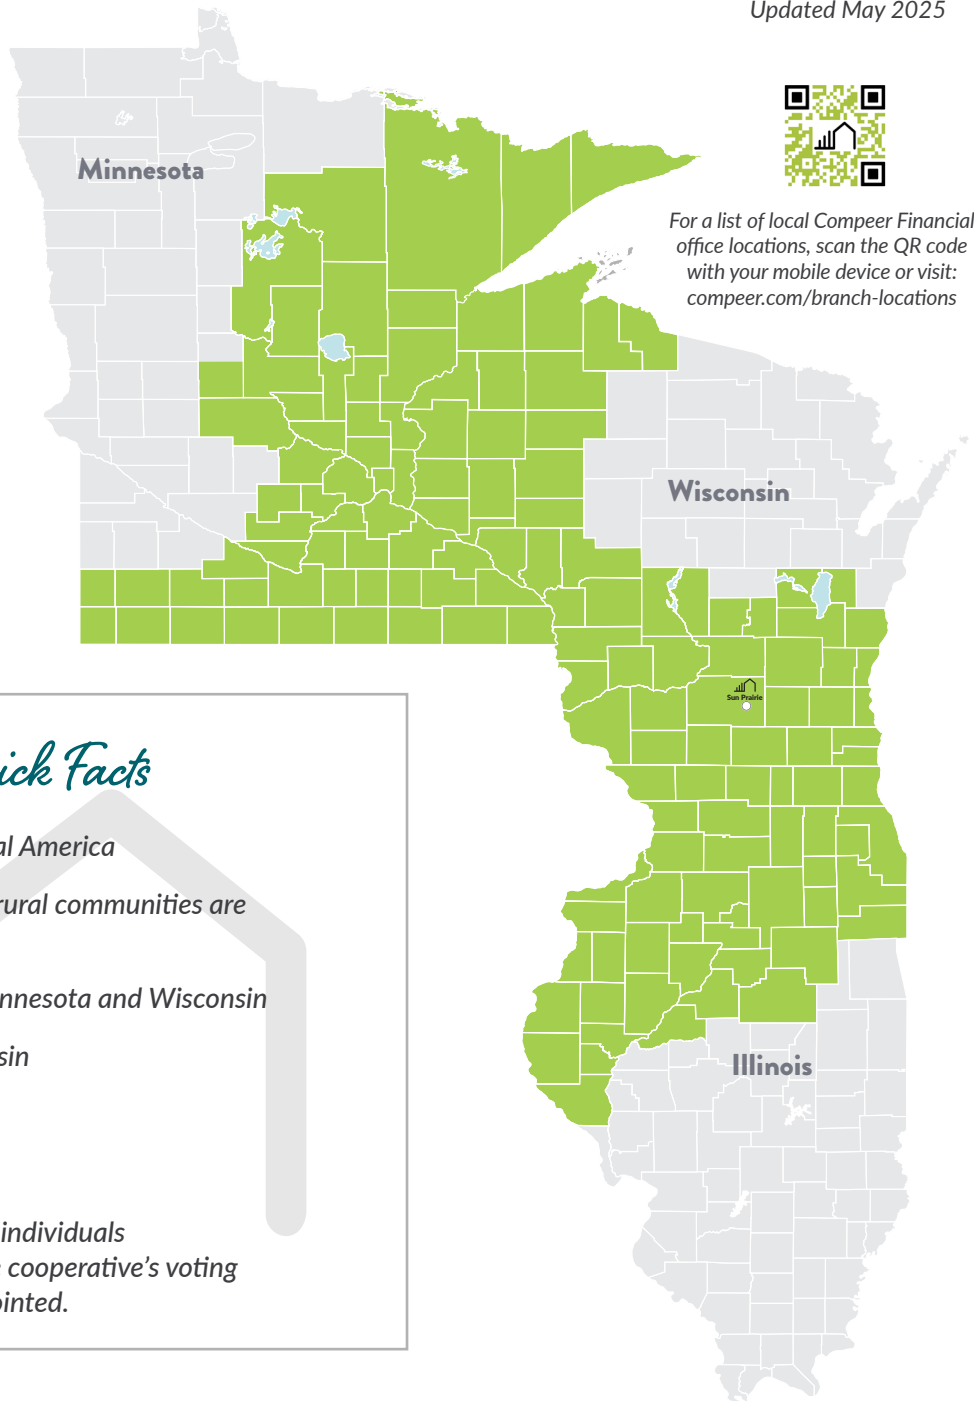 Updated May 2025
Minnesota
For a list of local Compeer Financial
office locations, scan the QR code
with your mobile device or visit:
compeer.com/branch-locations
Wisconsin
Sun Prairie
ick Facts
al America
rural communities are
nnesota and Wisconsin
sin
Illinois
individuals
cooperative's voting
ointed.